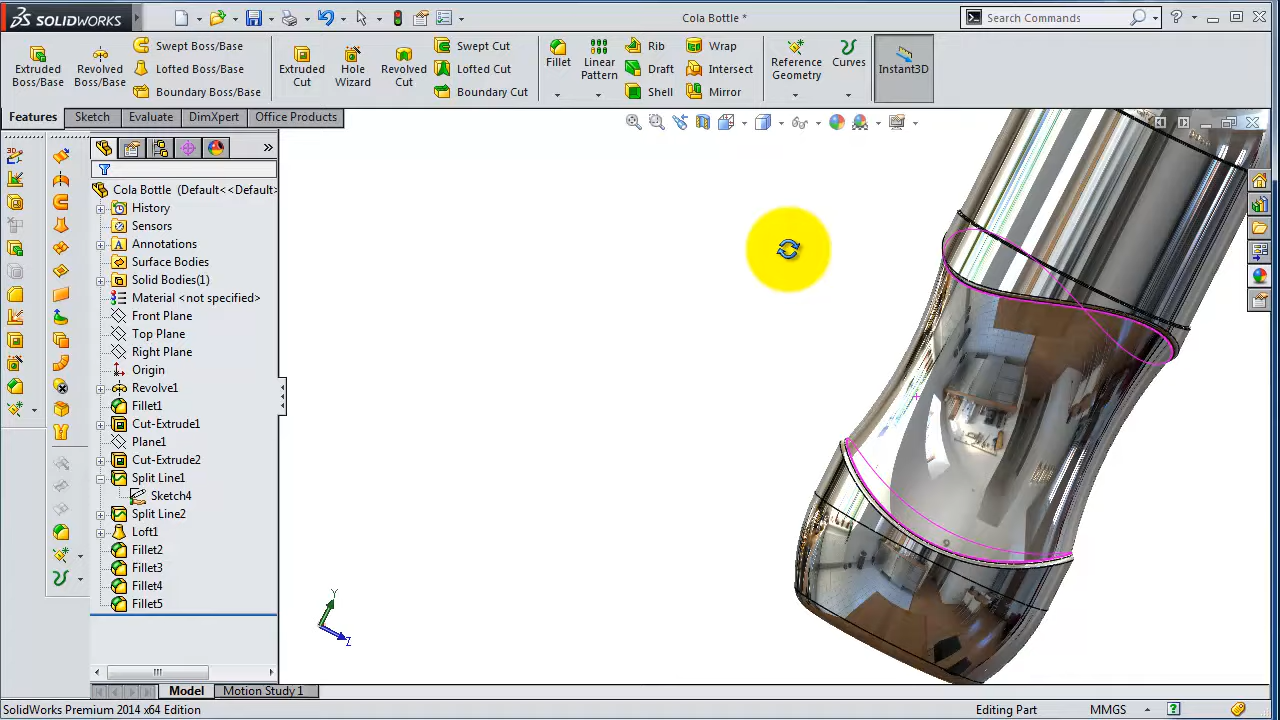 SOLIDWORKS
Cola Bottle *
Search Commands
Extruded Boss/Base
Revolved Boss/Base
Swept Boss/Base
Lofted Boss/Base
Boundary Boss/Base
Extruded Cut
Hole Wizard
Revolved Cut
Swept Cut
Lofted Cut
Boundary Cut
Fillet
Linear Pattern
Rib
Draft
Shell
Wrap
Intersect
Mirror
Reference Geometry
Curves
Instant3D
Features
Sketch
Evaluate
DimXpert
Office Products
Cola Bottle (Default<<Default>
History
Sensors
Annotations
Surface Bodies
Solid Bodies(1)
Material <not specified>
Front Plane
Top Plane
Right Plane
Origin
Revolve1
Fillet1
Cut-Extrude1
Plane1
Cut-Extrude2
Split Line1
Sketch4
Split Line2
Loft1
Fillet2
Fillet3
Fillet4
Fillet5
Y
Z
Model
Motion Study 1
SolidWorks Premium 2014 x64 Edition
Editing Part
MMGS